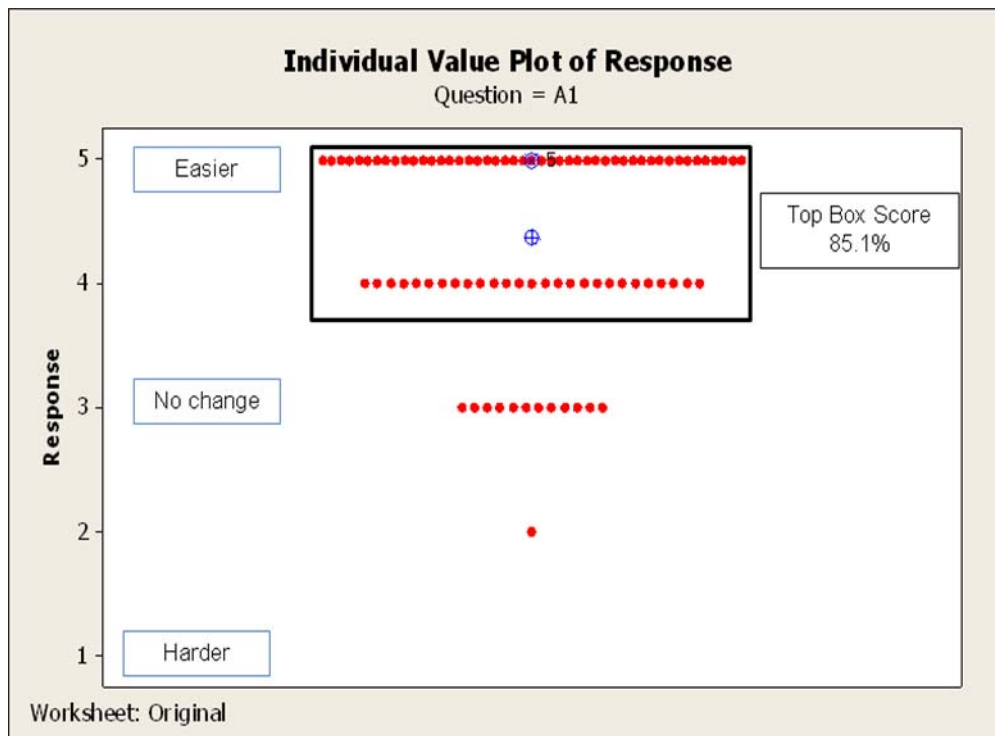 Individual Value Plot of Response
Question = A1
5
Easier
5
Top Box Score
85.1%
4
Response
3
No change
2
1
Harder
Worksheet: Original